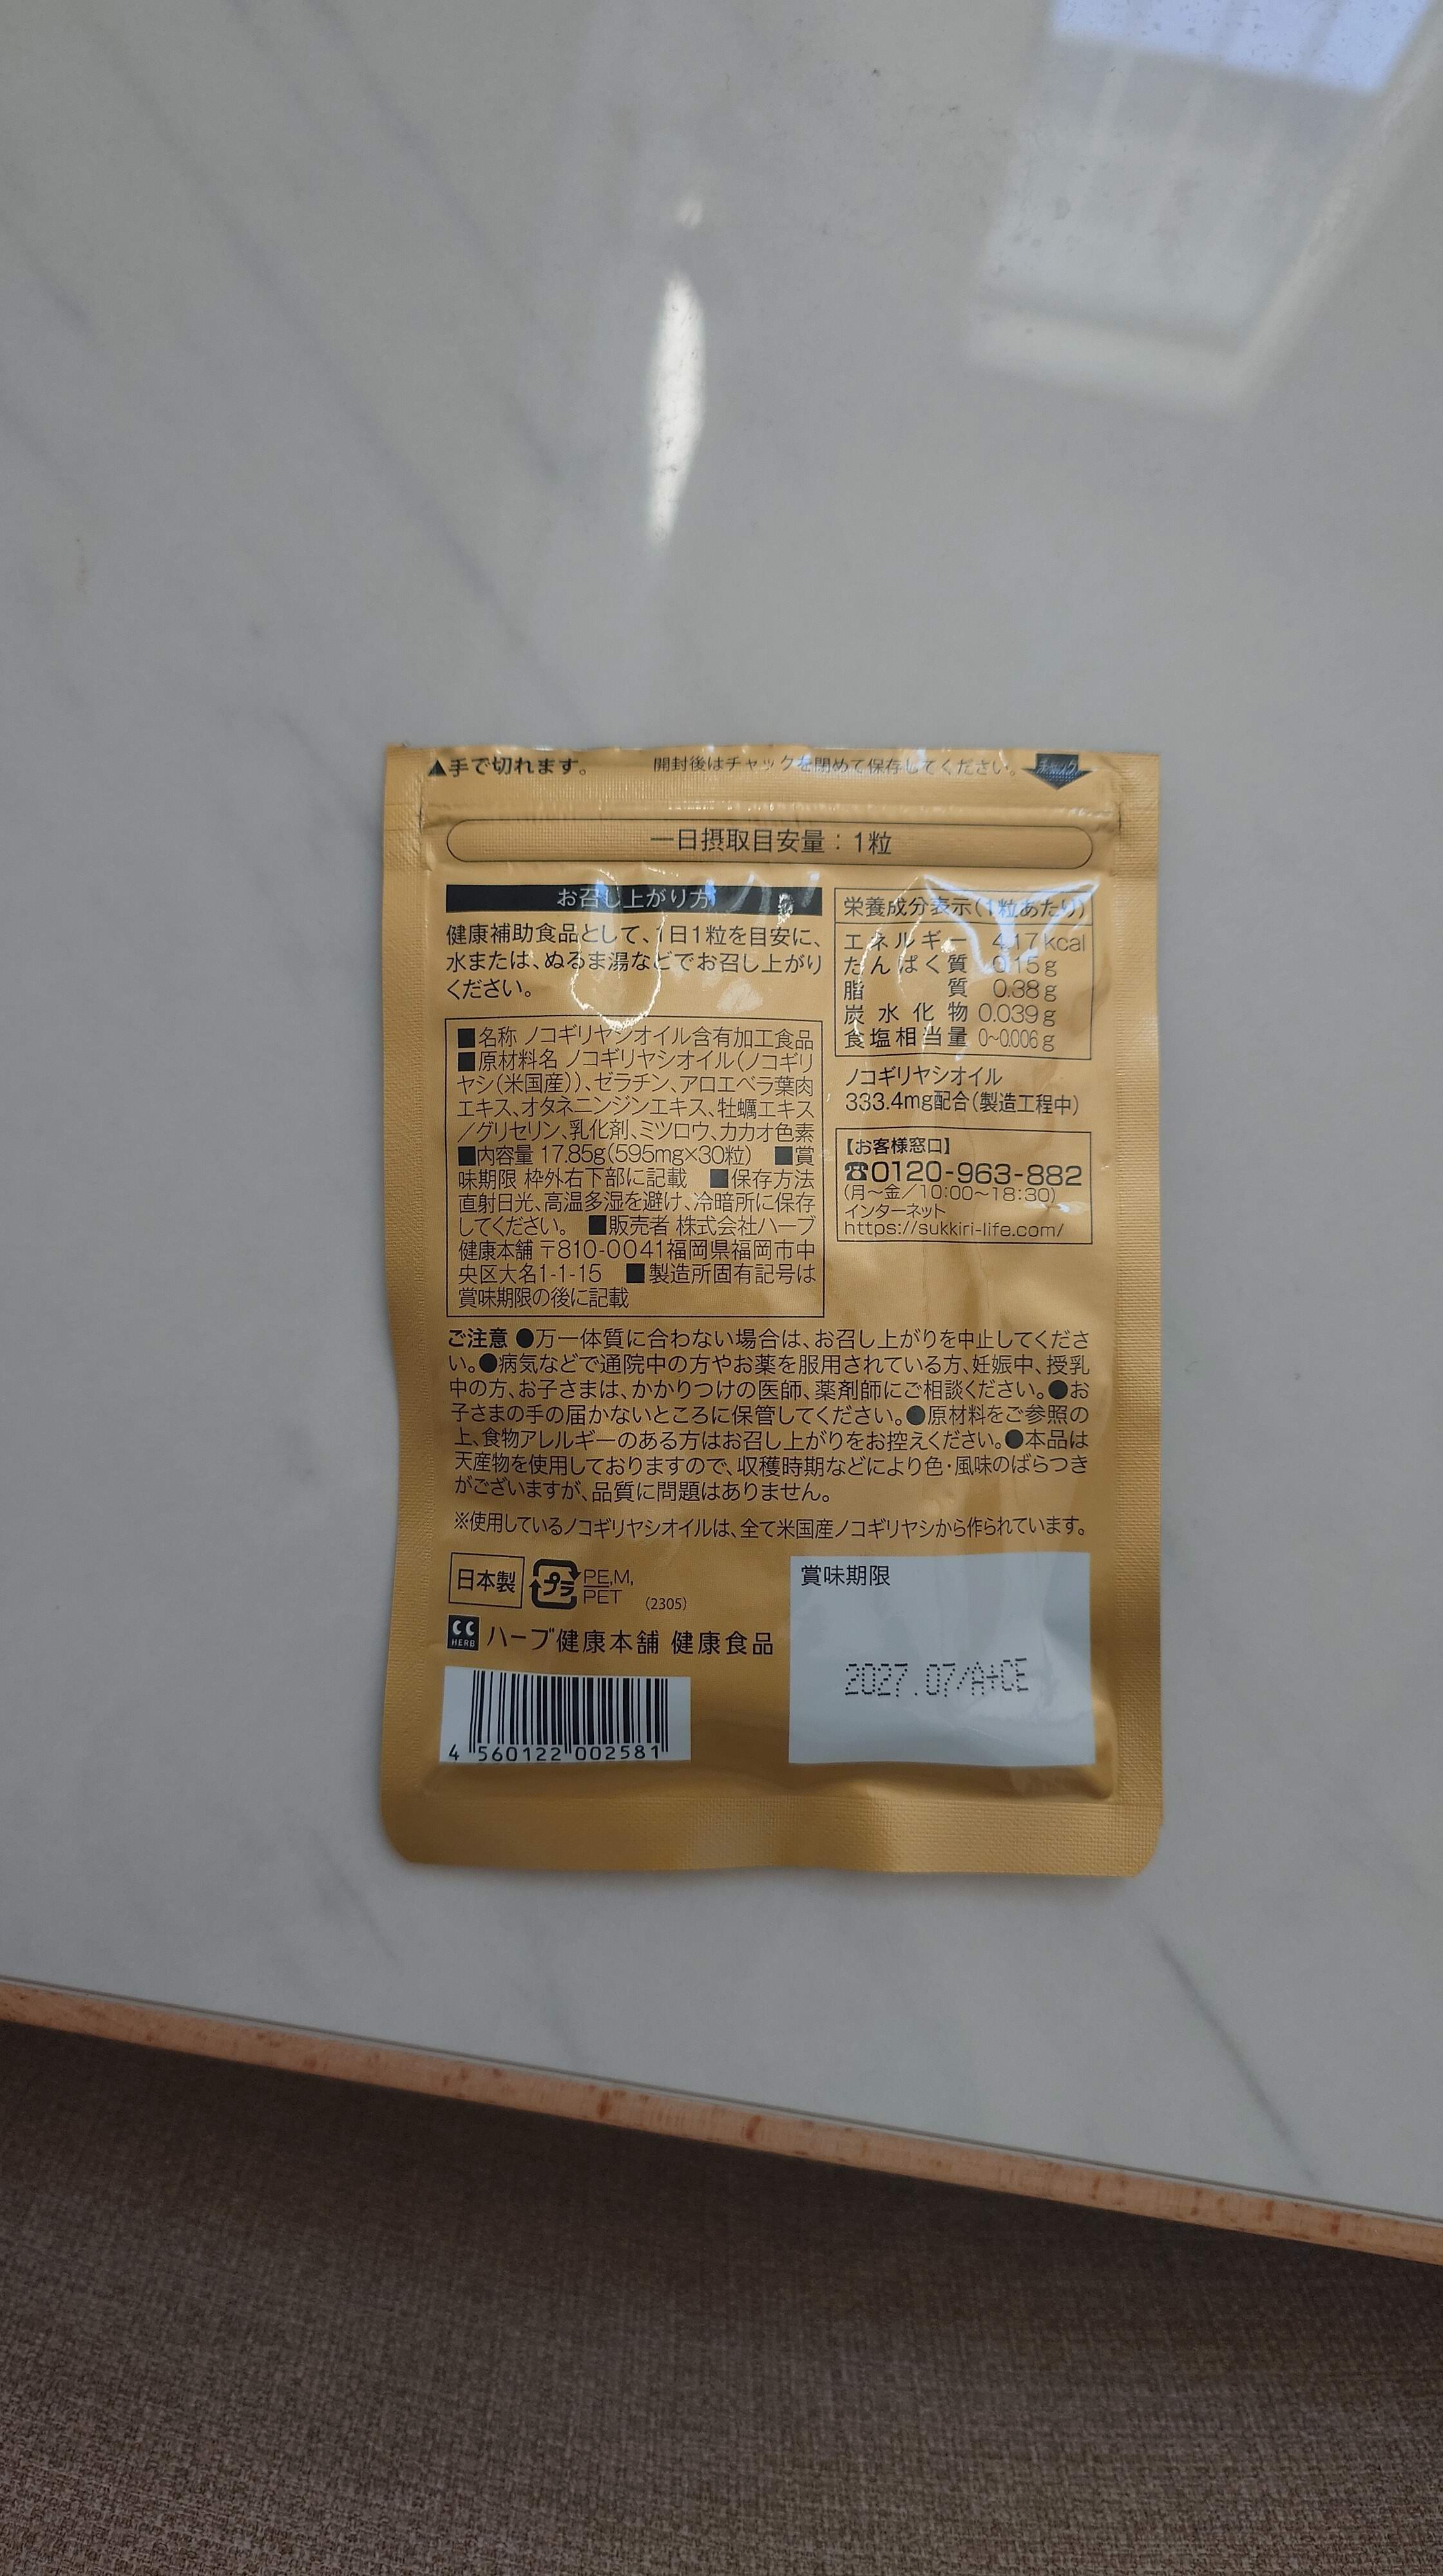 ▲手で切れます。 開封後はチャックを閉めて保存してください。 チャック
一日摂取目安量：1粒
お召し上がり方
健康補助食品として、1日1粒を目安に、
水または、ぬるま湯などでお召し上がり
ください。
■名称 ノコギリヤシオイル含有加工食品
■原材料名 ノコギリヤシオイル（ノコギリ
ヤシ（米国産））、ゼラチン、アロエベラ葉肉
エキス、オタネニンジンエキス、牡蠣エキス
／グリセリン、乳化剤、ミツロウ、カカオ色素
■内容量 17.85g（595mg×30粒） ■賞
味期限 枠外右下部に記載 ■保存方法
直射日光、高温多湿を避け、冷暗所に保存
してください。 ■販売者 株式会社ハーブ
健康本舗 〒810-0041福岡県福岡市中
央区大名1-1-15 ■製造所固有記号は
賞味期限の後に記載
栄養成分表示（1粒あたり）
エネルギー 4.17kcal
たんぱく質 0.15g
脂質 0.38g
炭水化物 0.039g
食塩相当量 0~0.006g
ノコギリヤシオイル
333.4mg配合（製造工程中）
【お客様窓口】
☎0120-963-882
（月〜金／10:00〜18:30）
インターネット
https://sukkiri-life.com/
ご注意 ●万一体質に合わない場合は、お召し上がりを中止してくださ
い。●病気などで通院中の方やお薬を服用されている方、妊娠中、授乳
中の方、お子さまは、かかりつけの医師、薬剤師にご相談ください。●お
子さまの手の届かないところに保管してください。●原材料をご参照の
上、食物アレルギーのある方はお召し上がりをお控えください。●本品は
天産物を使用しておりますので、収穫時期などにより色・風味のばらつき
がございますが、品質に問題はありません。
※使用しているノコギリヤシオイルは、全て米国産ノコギリヤシから作られています。
日本製 プラ PE,M,
PET （2305）
CC HERB ハーブ健康本舗 健康食品
4 560122 002581
賞味期限
2027.07/A+CE